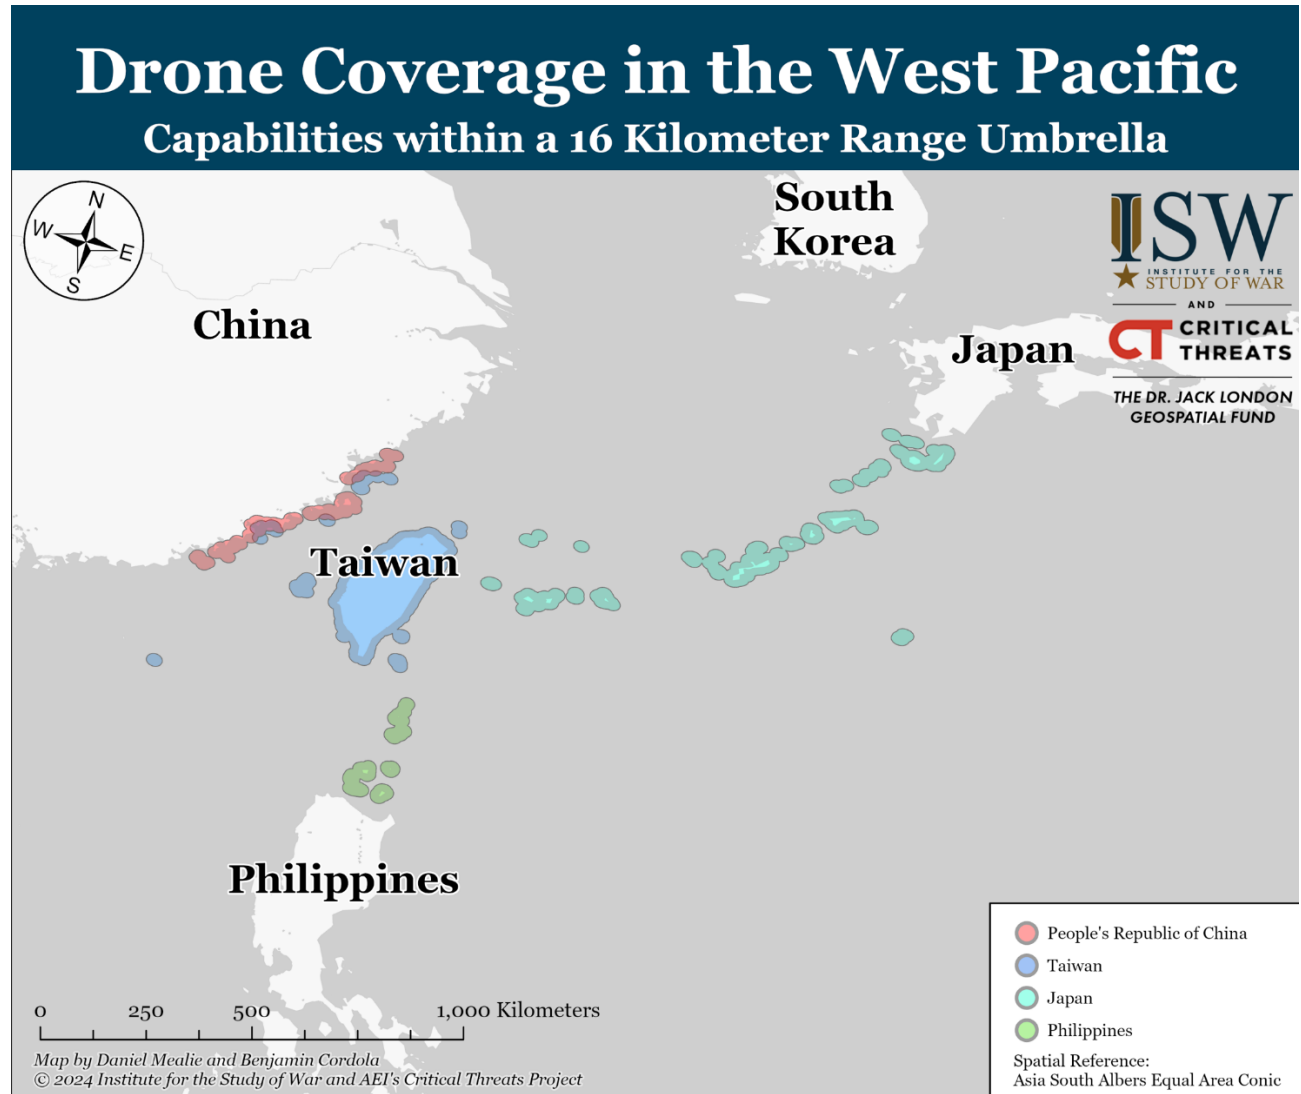 Drone Coverage in the West Pacific
Capabilities within a 16 Kilometer Range Umbrella
N
W
E
S
South
Korea
ISW
INSTITUTE FOR THE
STUDY OF WAR
AND
CT CRITICAL
THREATS
THE DR. JACK LONDON
GEOSPATIAL FUND
China
Japan
Taiwan
Philippines
People's Republic of China
Taiwan
Japan
Philippines
Spatial Reference:
Asia South Albers Equal Area Conic
0 250 500 1,000 Kilometers
Map by Daniel Mealie and Benjamin Cordola
© 2024 Institute for the Study of War and AEI's Critical Threats Project